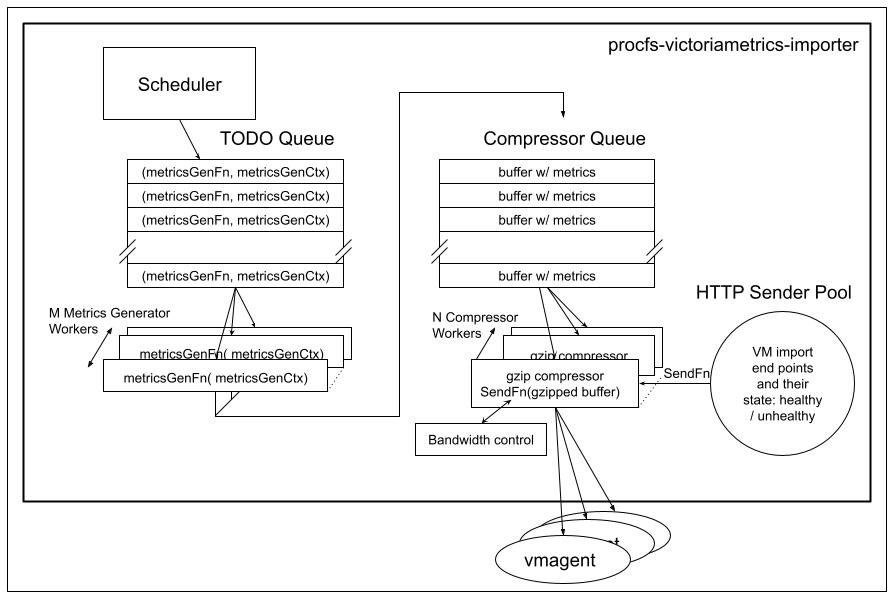 procfs-victoriametrics-importer
Scheduler
TODO Queue
(metricsGenFn, metricsGenCtx)
(metricsGenFn, metricsGenCtx)
(metricsGenFn, metricsGenCtx)
(metricsGenFn, metricsGenCtx)
M Metrics Generator
Workers
metricsGenFn( metricsGenCtx)
metricsGenFn( metricsGenCtx)
Compressor Queue
buffer w/ metrics
buffer w/ metrics
buffer w/ metrics
buffer w/ metrics
N Compressor
Workers
gzip compressor
gzip compressor
SendFn(gzipped buffer)
Bandwidth control
SendFn
HTTP Sender Pool
VM import
end points
and their
state: healthy
/ unhealthy
vmagent